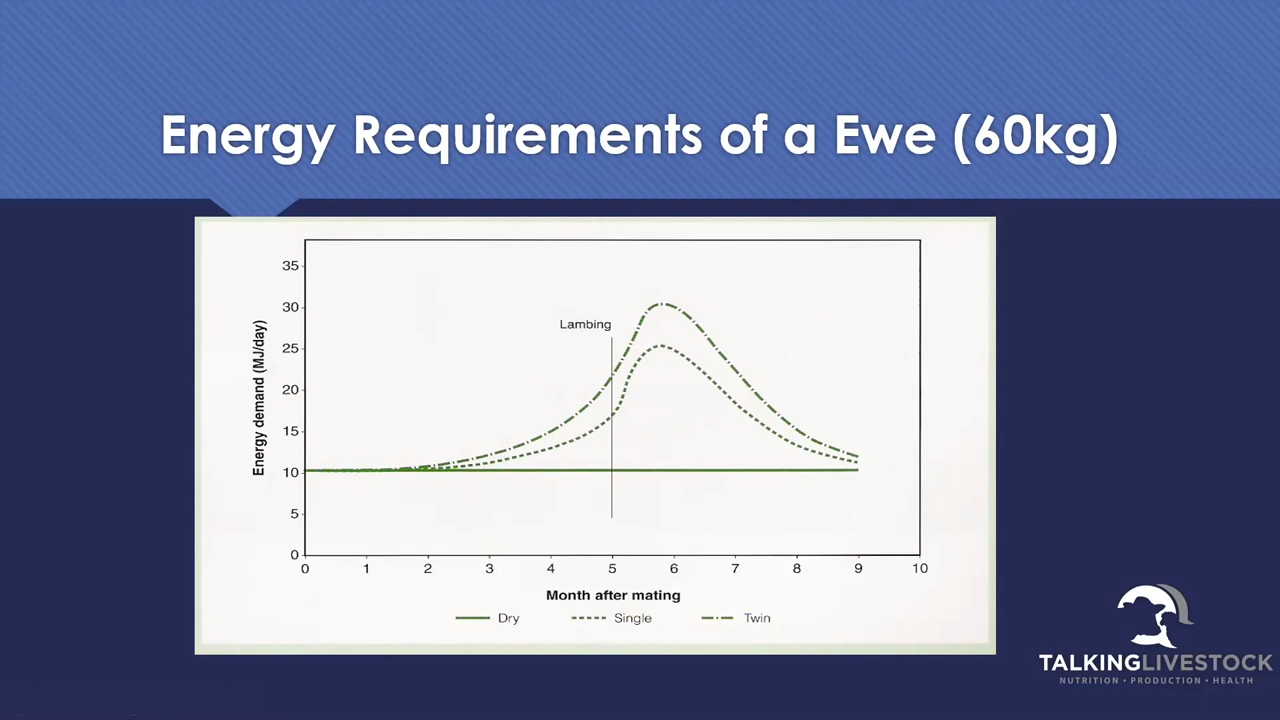 Energy Requirements of a Ewe (60kg)
Energy demand (MJ/day)
35
30
25
20
15
10
5
0
Lambing
0 1 2 3 4 5 6 7 8 9 10
Month after mating
Dry Single Twin
TALKINGLIVESTOCK
NUTRITION • PRODUCTION • HEALTH